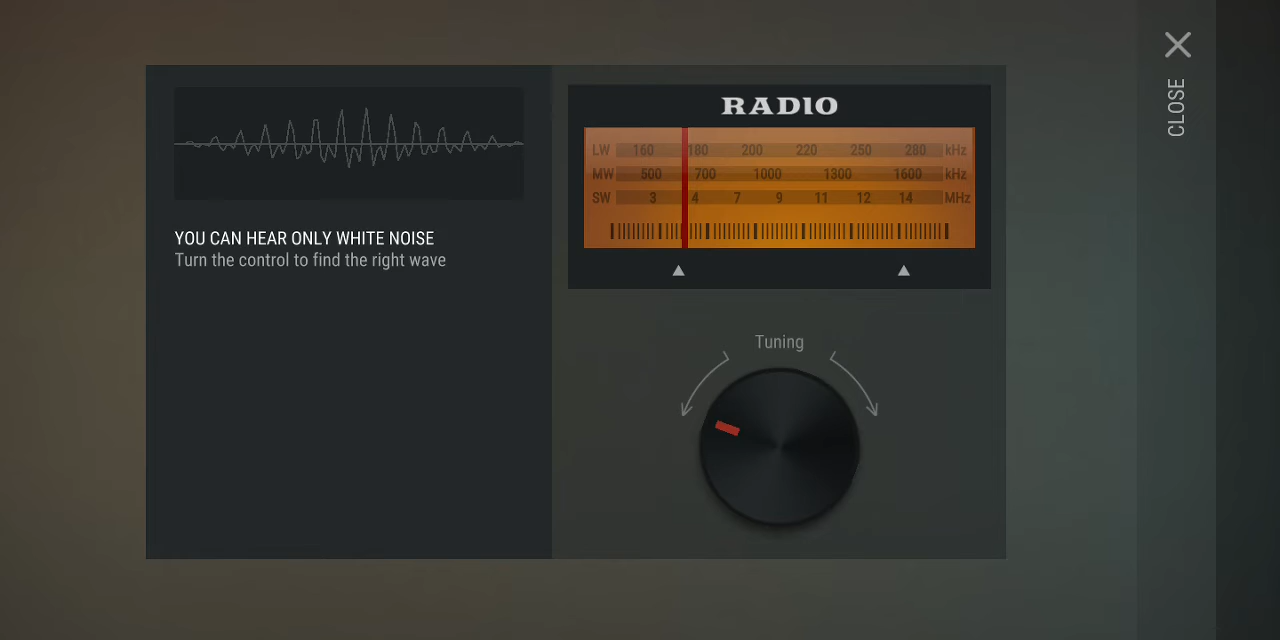 YOU CAN HEAR ONLY WHITE NOISE
Turn the control to find the right wave
RADIO
LW 160 180 200 220 250 280 kHz
MW 500 700 1000 1300 1600 kHz
SW 3 4 7 9 11 12 14 MHz
Tuning
CLOSE